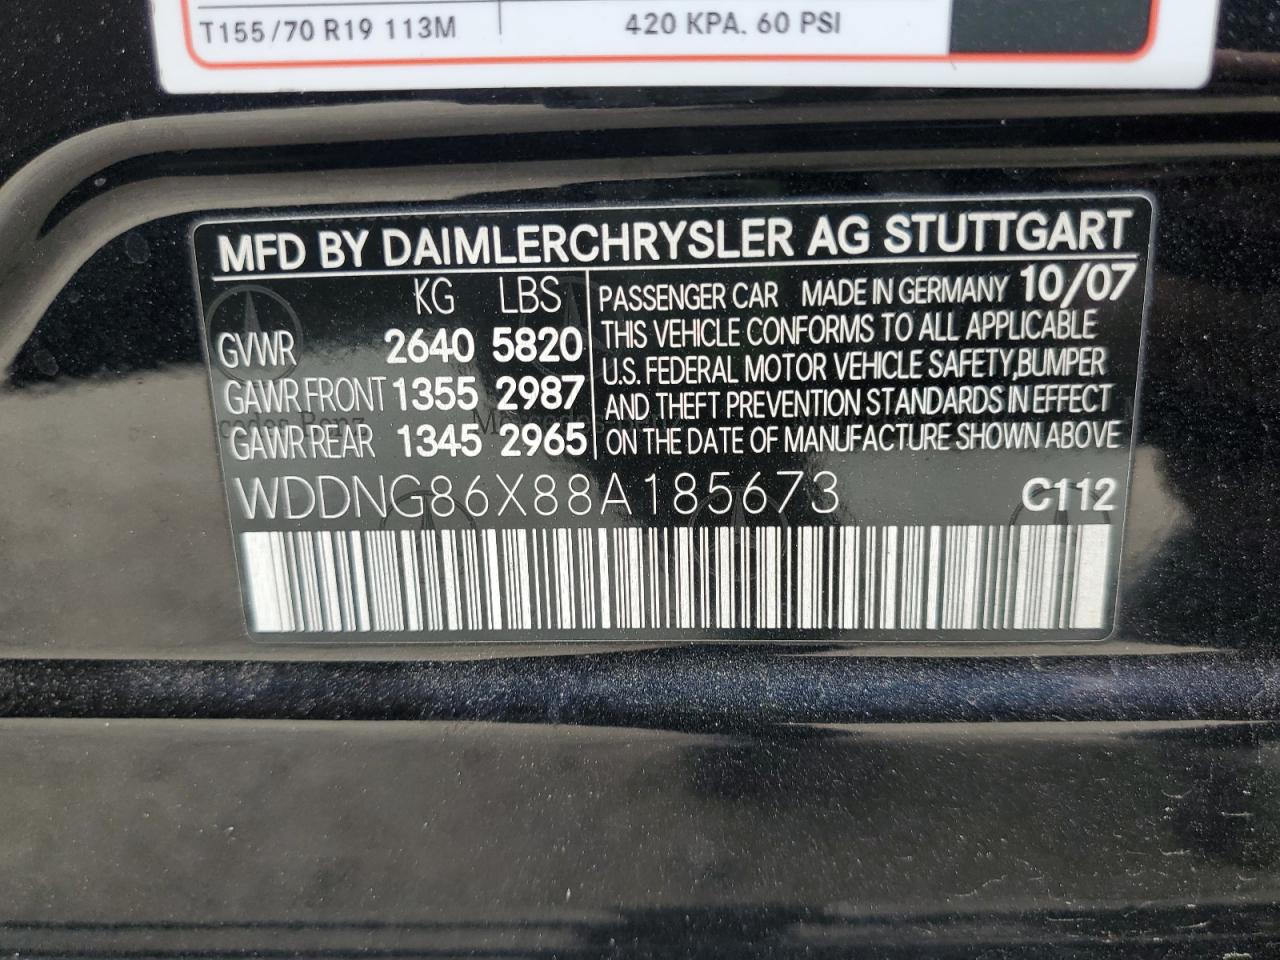 T155/70 R19 113M 420 KPA. 60 PSI
MFD BY DAIMLERCHRYSLER AG STUTTGART
KG LBS
GVWR 2640 5820
GAWR FRONT 1355 2987
GAWR REAR 1345 2965
PASSENGER CAR MADE IN GERMANY 10/07
THIS VEHICLE CONFORMS TO ALL APPLICABLE
U.S. FEDERAL MOTOR VEHICLE SAFETY,BUMPER
AND THEFT PREVENTION STANDARDS IN EFFECT
ON THE DATE OF MANUFACTURE SHOWN ABOVE
WDDNG86X88A185673 C112